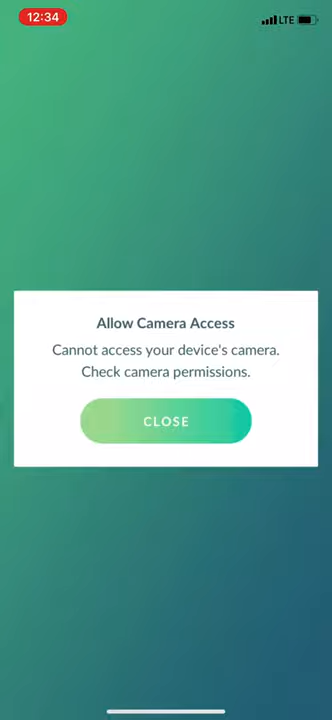 12:34
LTE
Allow Camera Access
Cannot access your device's camera.
Check camera permissions.
CLOSE